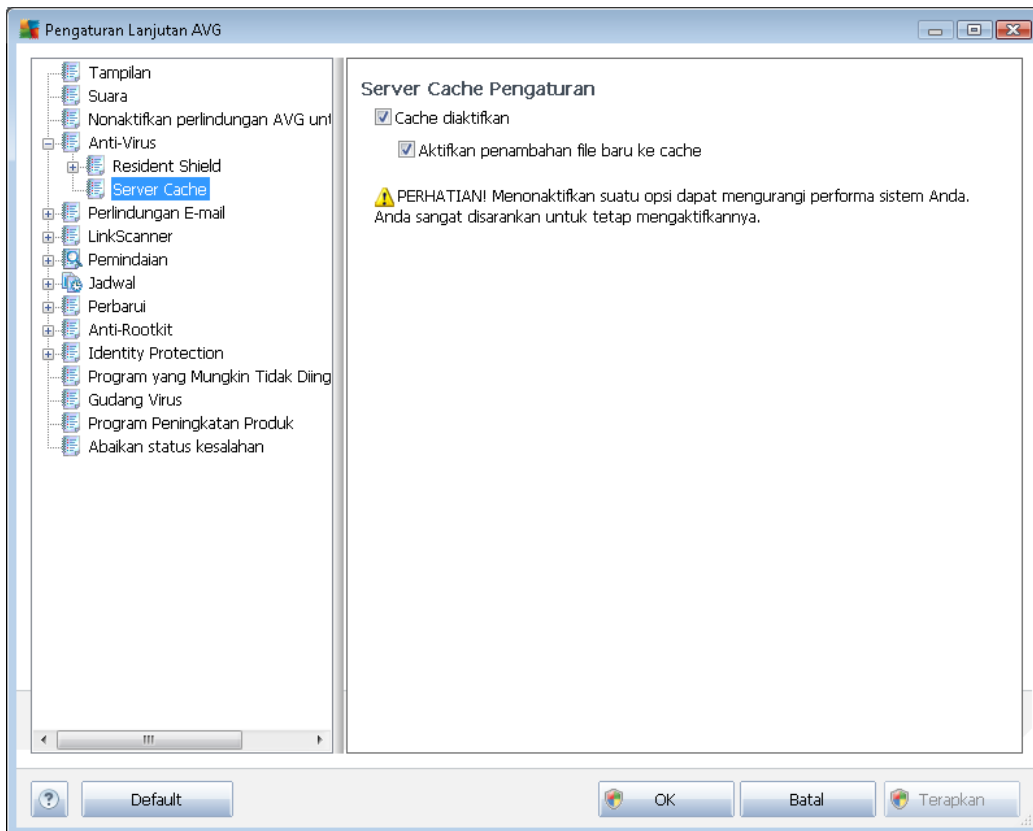 Pengaturan Lanjutan AVG
Tampilan
Suara
Nonaktifkan perlindungan AVG unt
Anti-Virus
Resident Shield
Server Cache
Perlindungan E-mail
LinkScanner
Pemindaian
Jadwal
Perbarui
Anti-Rootkit
Identity Protection
Program yang Mungkin Tidak Diing
Gudang Virus
Program Peningkatan Produk
Abaikan status kesalahan
Server Cache Pengaturan
Cache diaktifkan
Aktifkan penambahan file baru ke cache
PERHATIAN! Menonaktifkan suatu opsi dapat mengurangi performa sistem Anda.
Anda sangat disarankan untuk tetap mengaktifkannya.
? Default OK Batal Terapkan